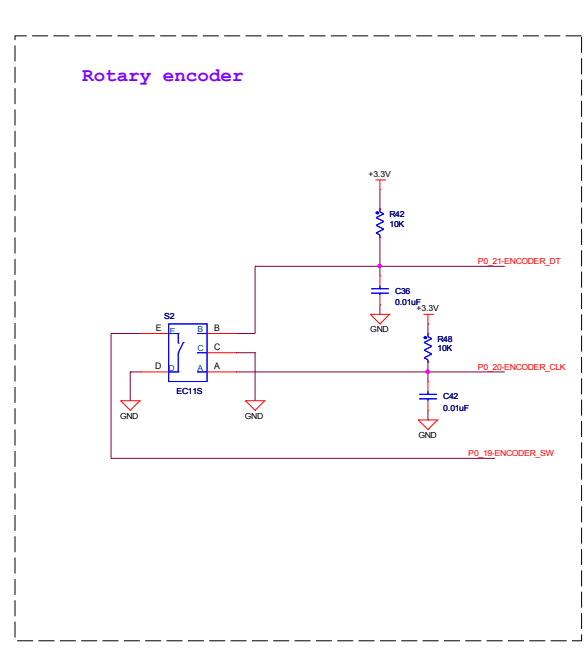 Rotary encoder
+3.3V
R42
10K
P0_21-ENCODER_DT
C36
0.01uF
+3.3V
GND
S2
E E B B
C C
D D A A
EC11S
R48
10K
P0_20-ENCODER_CLK
C42
0.01uF
GND
GND
GND
P0_19-ENCODER_SW